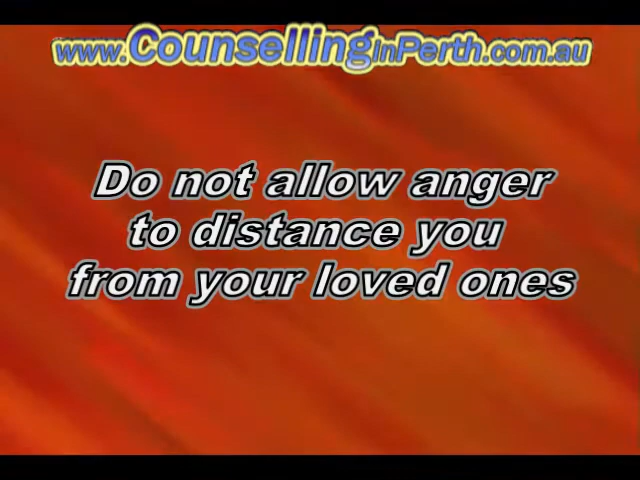 www.CounsellinginPerth.com.au
Do not allow anger
to distance you
from your loved ones